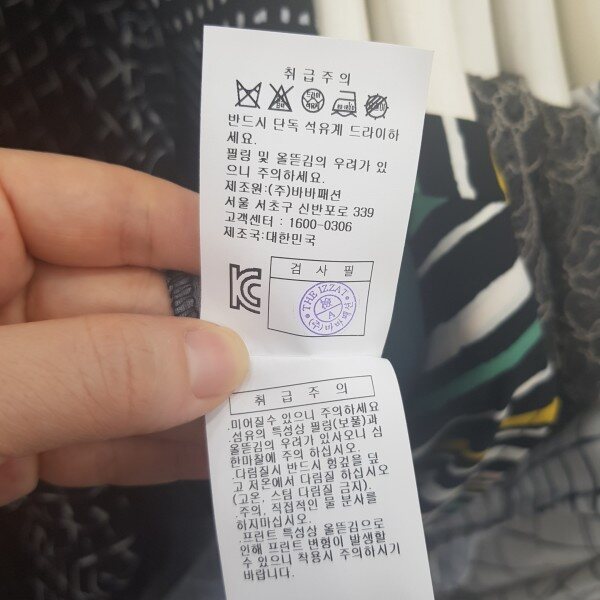 취급주의
드라이
반드시 단독 석유계 드라이하
세요.
필링 및 올뜯김의 우려가 있
으니 주의하세요.
제조원:(주)바바패션
서울 서초구 신반포로 339
고객센터 : 1600-0306
제조국:대한민국
검사필
THE IZZAT
A
(주)바바패션
취급주의
.미어질수 있으니 주의하세요
.섬유의 특성상 필링(보풀)과
올뜯김의 우려가 있사오니 심
한마찰에 주의 하십시오.
.다림질시 반드시 헝겊을 덮
고 저온에서 다림질 하십시오
(고온, 스팀 다림질 금지).
.주의, 직접적인 물 분사를
하지마십시오.
.프린트 특성상 올뜯김으로
인해 프린트 변형이 발생할
수 있으니 착용시 주의하시기
바랍니다.